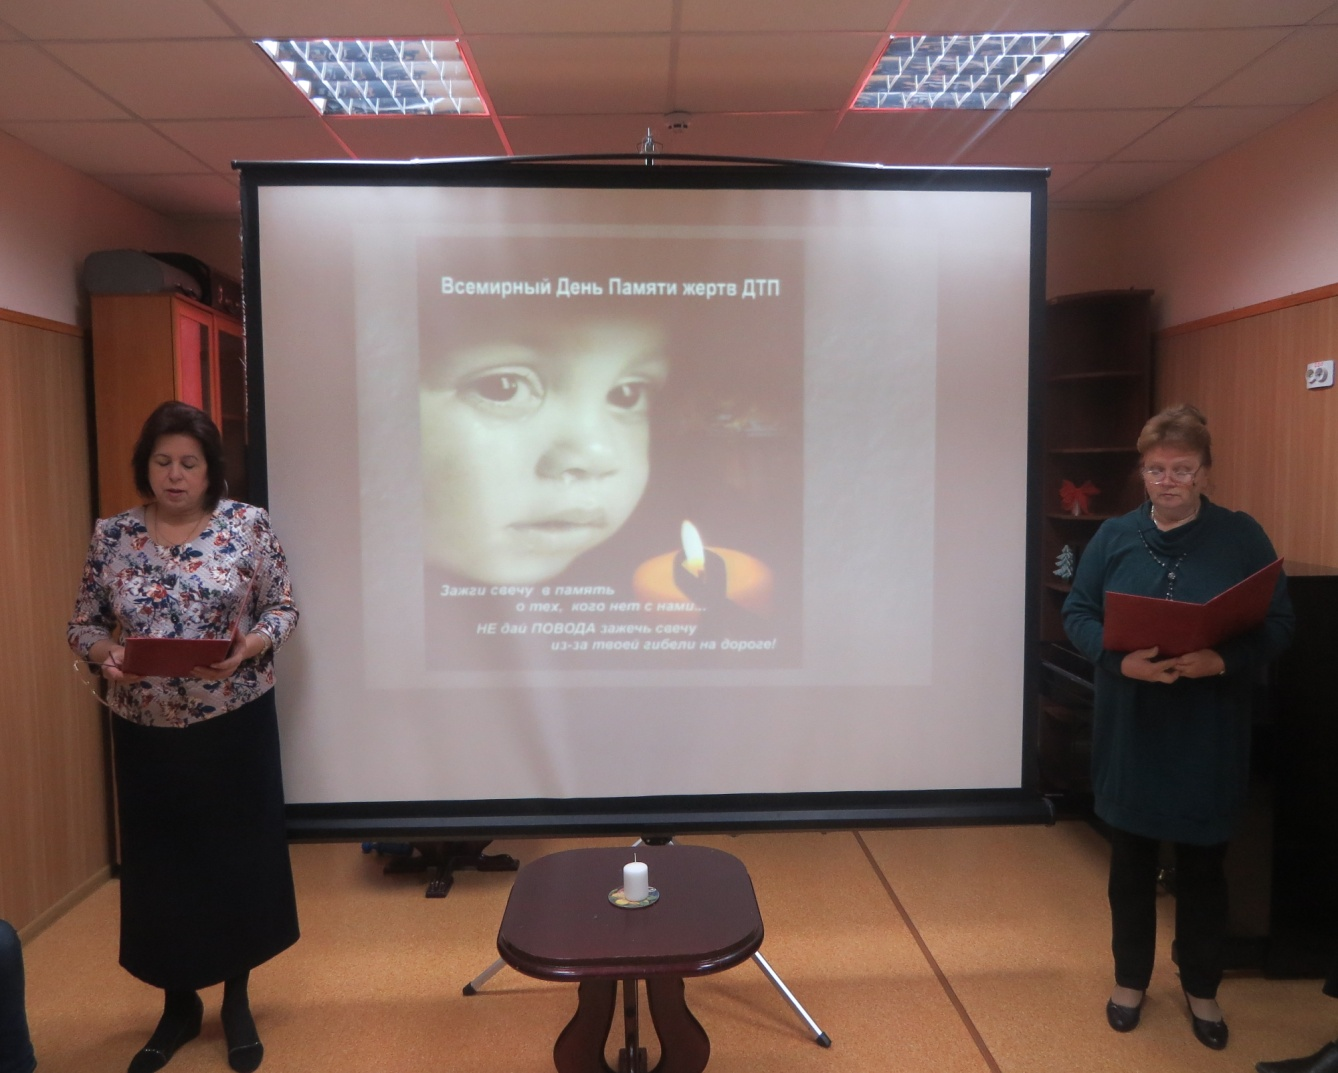 Всемирный День Памяти жертв ДТП
Зажги свечу в память
о тех, кого нет с нами...
НЕ дай ПОВОДА зажечь свечу
из-за твоей гибели на дороге!